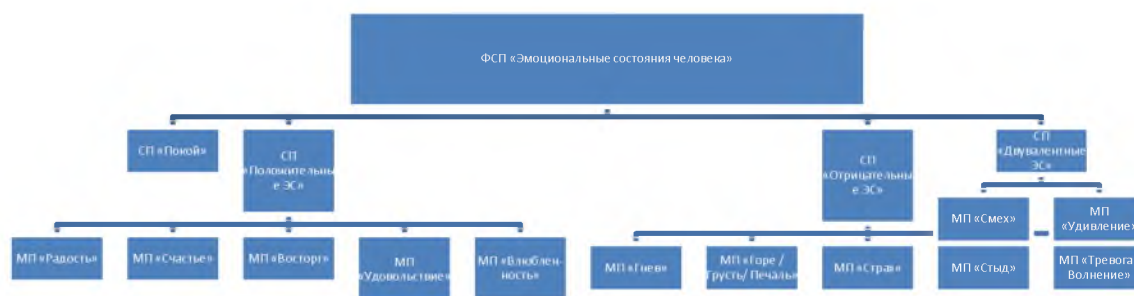 ФСП «Эмоциональные состояния человека»
СП «Покой»
СП
«Положительны
е ЭС»
СП
«Отрицательны
е ЭС»
СП
«Двувалентные
ЭС»
МП «Смех»
МП
«Удивление»
МП «Радость»
МП «Счастье»
МП «Восторг»
МП
«Удовольствие»
МП «Влюблен-
ность»
МП «Гнев»
МП «Горе /
Грусть/ Печаль»
МП «Страх»
МП «Стыд»
МП «Тревога/
Волнение»